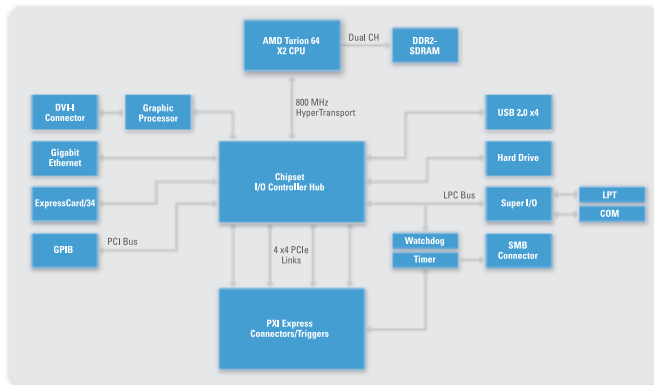 AMD Turion 64
X2 CPU
Dual CH
DDR2-
SDRAM
800 MHz
HyperTransport
DVI-I
Connector
Graphic
Processor
USB 2.0 x4
Gigabit
Ethernet
Chipset
I/O Controller Hub
Hard Drive
ExpressCard/34
LPC Bus
Super I/O
LPT
COM
GPIB
PCI Bus
4 x4 PCIe
Links
Watchdog
Timer
SMB
Connector
PXI Express
Connectors/Triggers